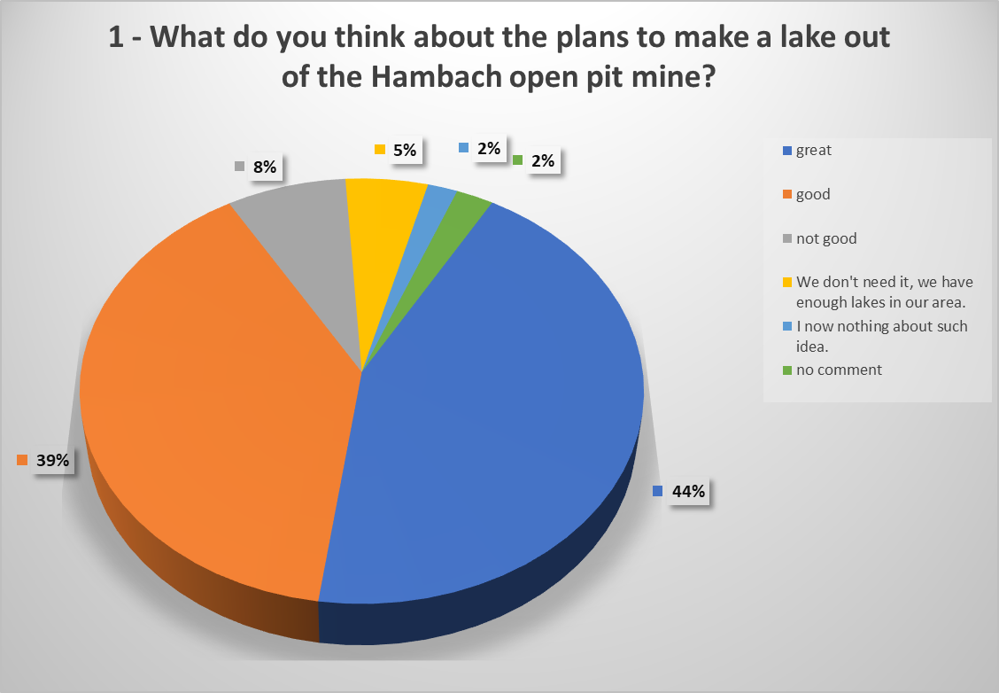 1 - What do you think about the plans to make a lake out
of the Hambach open pit mine?
8%
5%
2%
2%
39%
44%
great
good
not good
We don't need it, we have
enough lakes in our area.
I now nothing about such
idea.
no comment